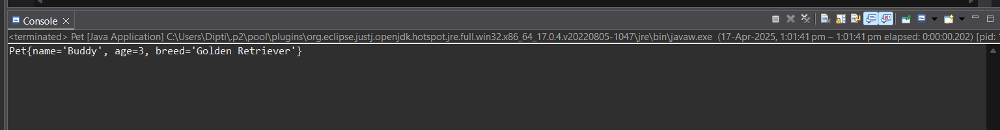 Console
<terminated> Pet [Java Application] C:\Users\Dipti\.p2\pool\plugins\org.eclipse.justj.openjdk.hotspot.jre.full.win32.x86_64_17.0.4.v20220805-1047\jre\bin\javaw.exe (17-Apr-2025, 1:01:41 pm – 1:01:41 pm elapsed: 0:00:00.202) [pid:
Pet{name='Buddy', age=3, breed='Golden Retriever'}